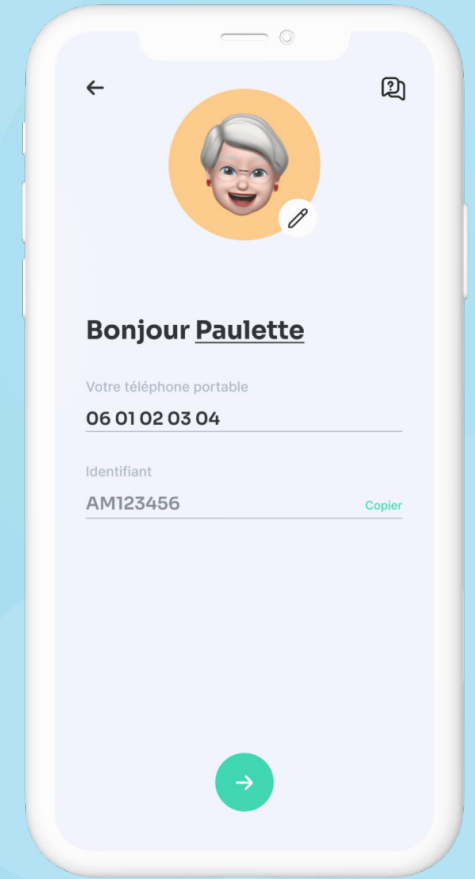 Bonjour Paulette
Votre téléphone portable
06 01 02 03 04
Identifiant
AM123456
Copier